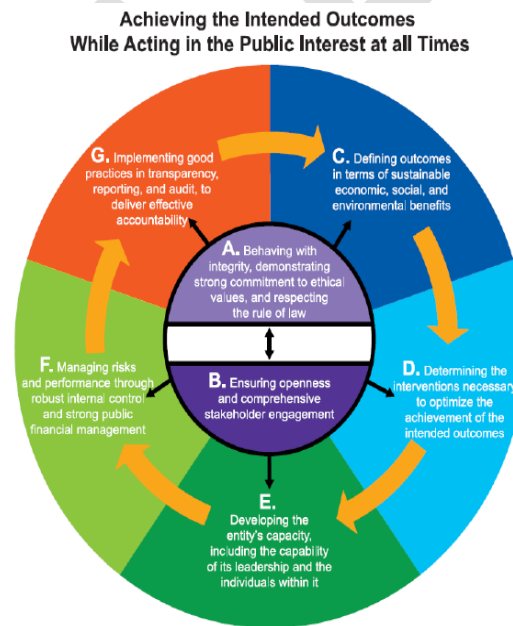 Achieving the Intended Outcomes
While Acting in the Public Interest at all Times
G. Implementing good
practices in transparency,
reporting, and audit, to
deliver effective
accountability
C. Defining outcomes
in terms of sustainable
economic, social, and
environmental benefits
A. Behaving with
integrity, demonstrating
strong commitment to ethical
values, and respecting
the rule of law
B. Ensuring openness
and comprehensive
stakeholder engagement
F. Managing risks
and performance through
robust internal control
and strong public
financial management
D. Determining the
interventions necessary
to optimize the
achievement of the
intended outcomes
E.
Developing the
entity's capacity,
including the capability
of its leadership and the
individuals within it